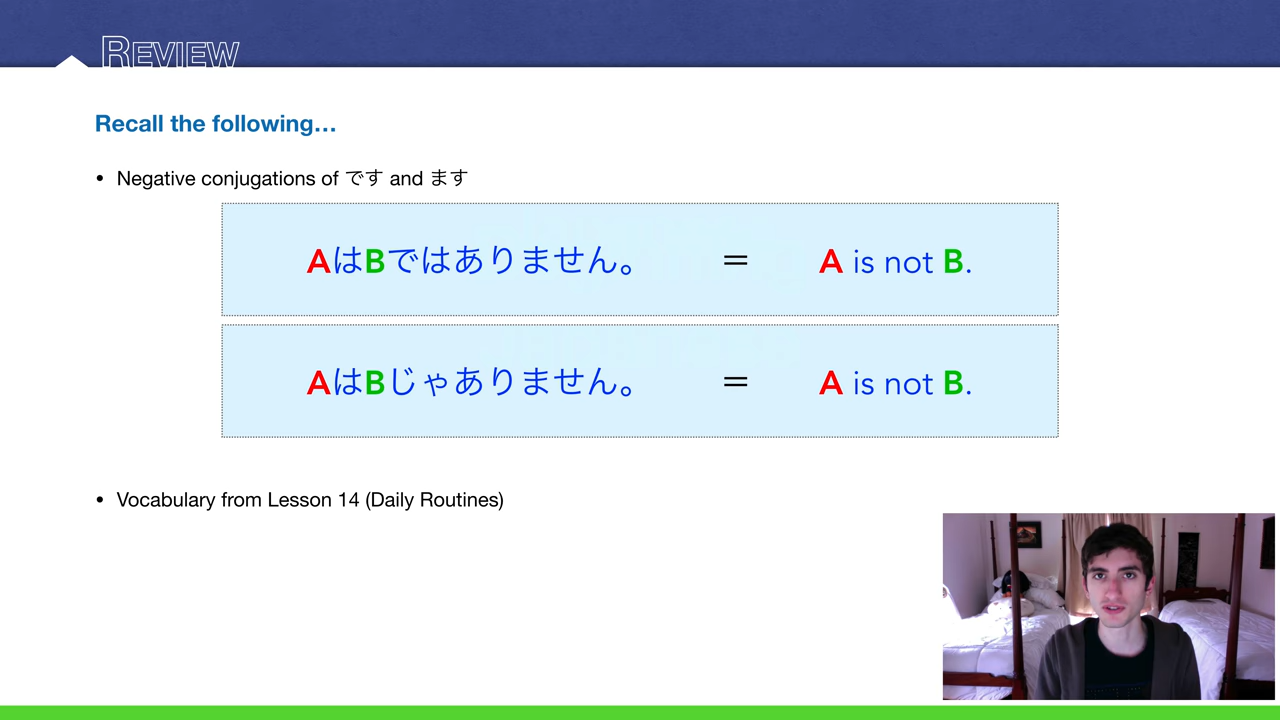 REVIEW
Recall the following…
• Negative conjugations of です and ます
AはBではありません。 = A is not B.
AはBじゃありません。 = A is not B.
• Vocabulary from Lesson 14 (Daily Routines)